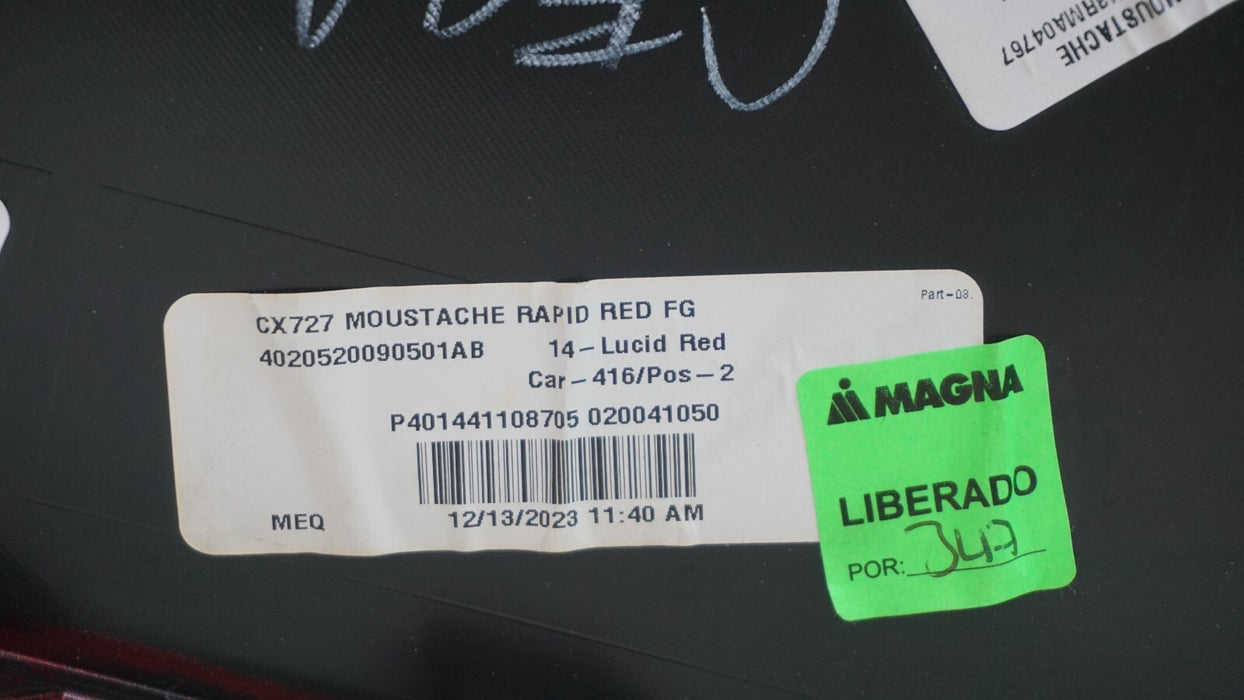 MOUSTACHE
CX727 MOUSTACHE RAPID RED FG
Part-03.
4020520090501AB 14-Lucid Red
Car-416/Pos-2
P401441108705 020041050
MEQ
12/13/2023 11:40 AM
MAGNA
LIBERADO
POR: 347